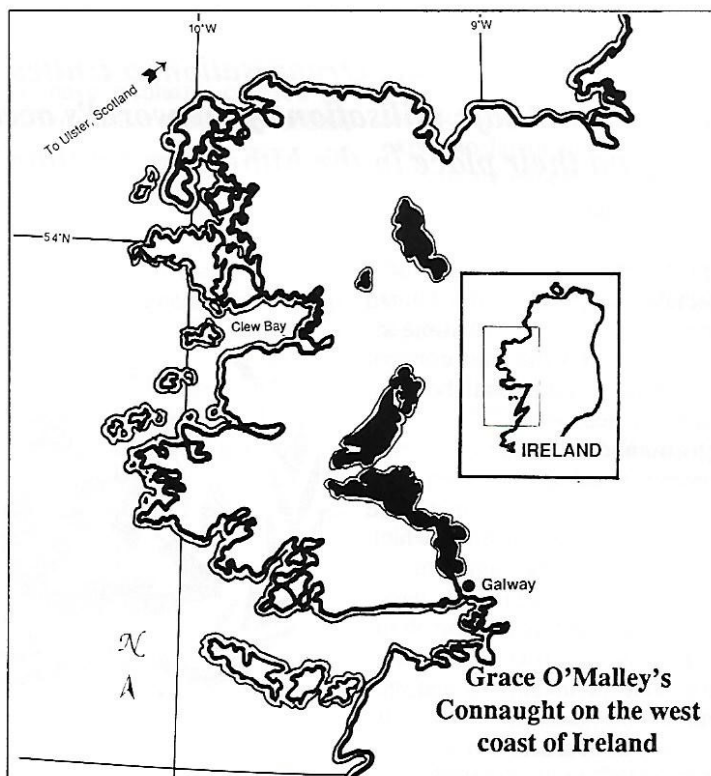 10°W
9°W
To Ulster, Scotland
54°N
Clew Bay
IRELAND
Galway
N
A
Grace O'Malley's
Connaught on the west
coast of Ireland